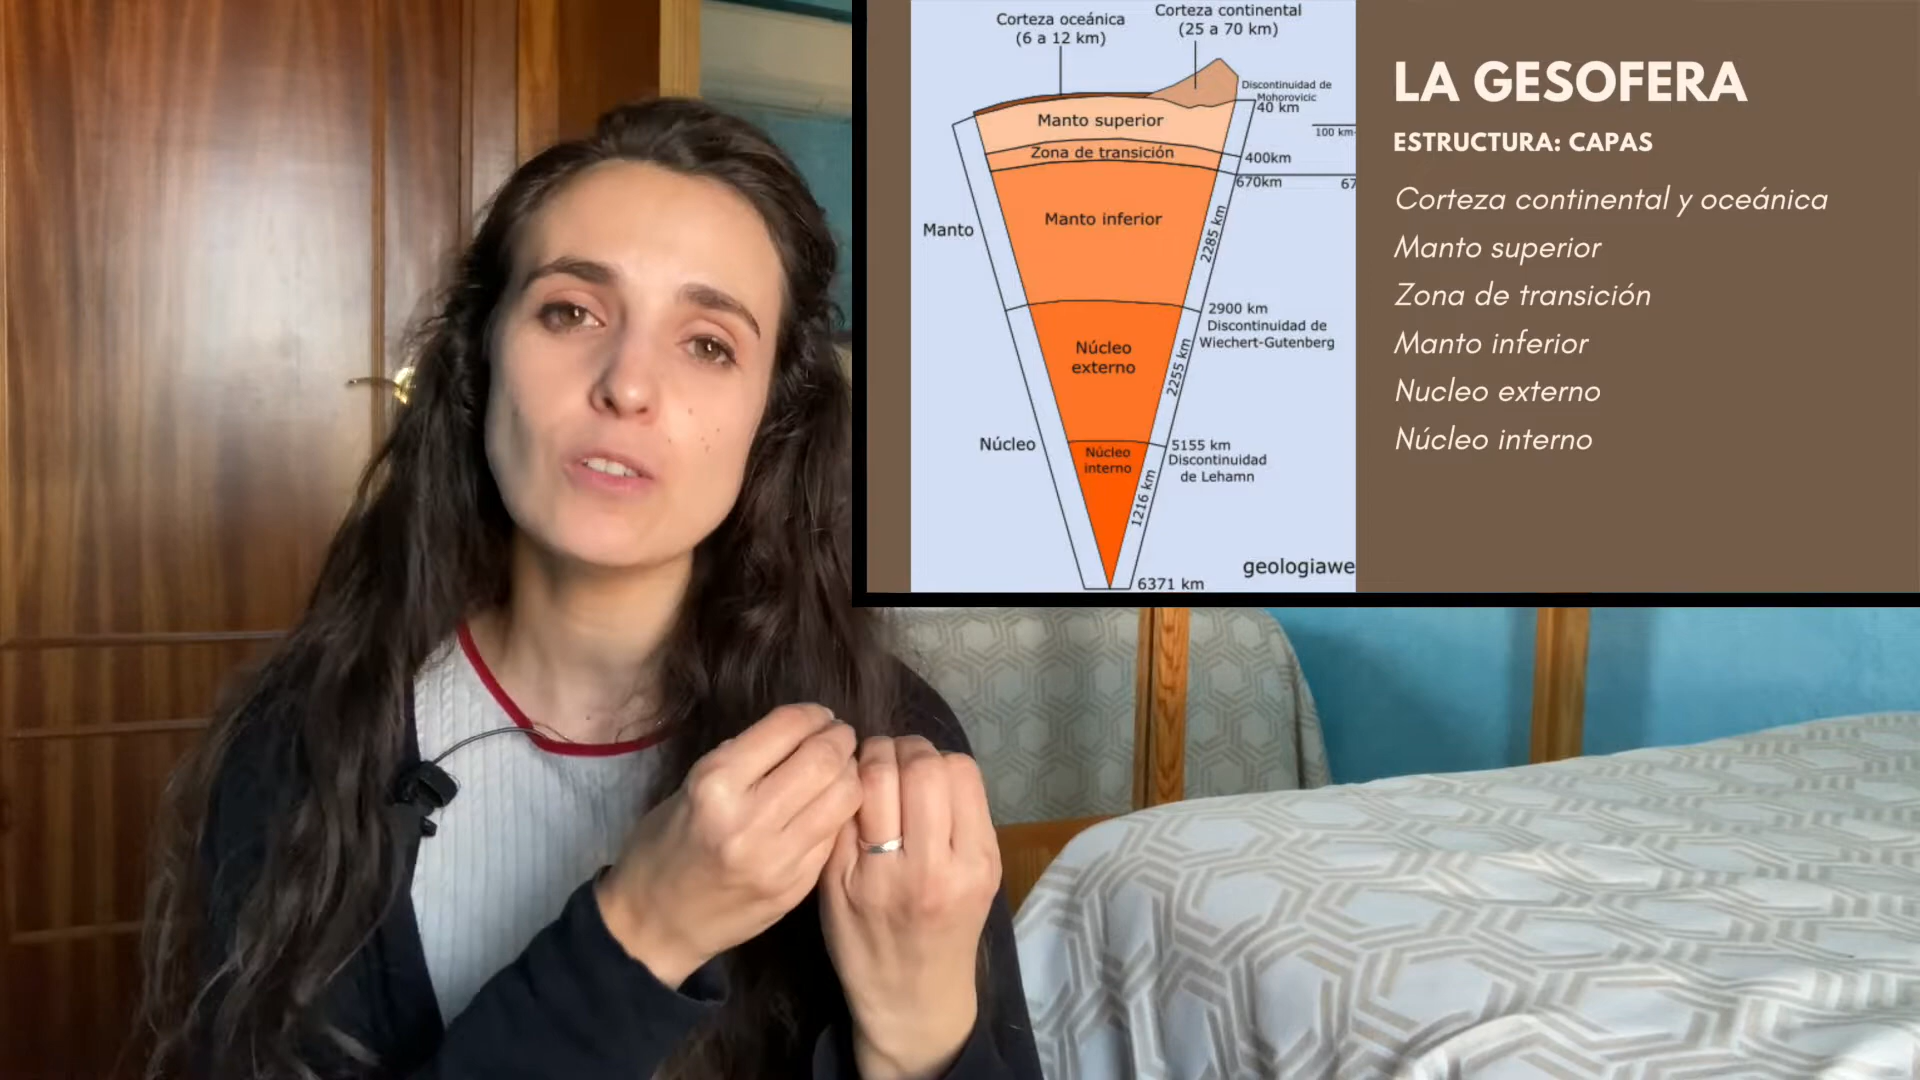 Corteza oceánica
(6 a 12 km)
Corteza continental
(25 a 70 km)
Discontinuidad de
Mohorovicic
40 km
100 km
Manto superior
Zona de transición
400km
670km
67
Manto inferior
Manto
2285 km
2900 km
Discontinuidad de
Wiechert-Gutenberg
Núcleo
externo
2255 km
Núcleo
5155 km
Discontinuidad
de Lehamn
Núcleo
interno
1216 km
geologiawe
6371 km
LA GESOFERA
ESTRUCTURA: CAPAS
Corteza continental y oceánica
Manto superior
Zona de transición
Manto inferior
Nucleo externo
Núcleo interno